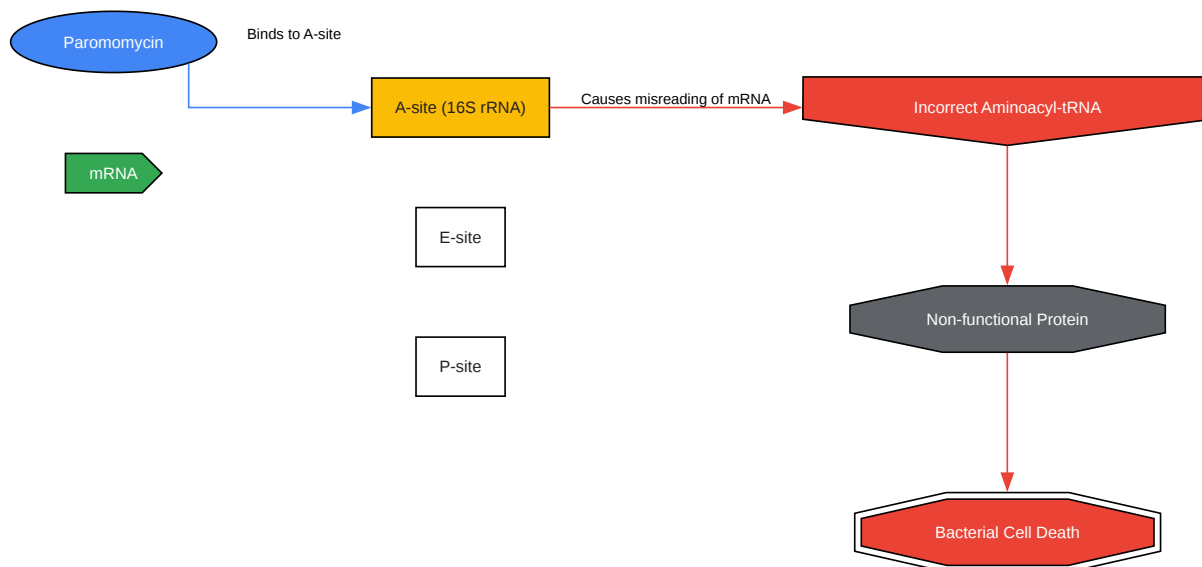 Paromomycin
Binds to A-site
A-site (16S rRNA)
Causes misreading of mRNA
Incorrect Aminoacyl-tRNA
mRNA
E-site
Non-functional Protein
P-site
Bacterial Cell Death